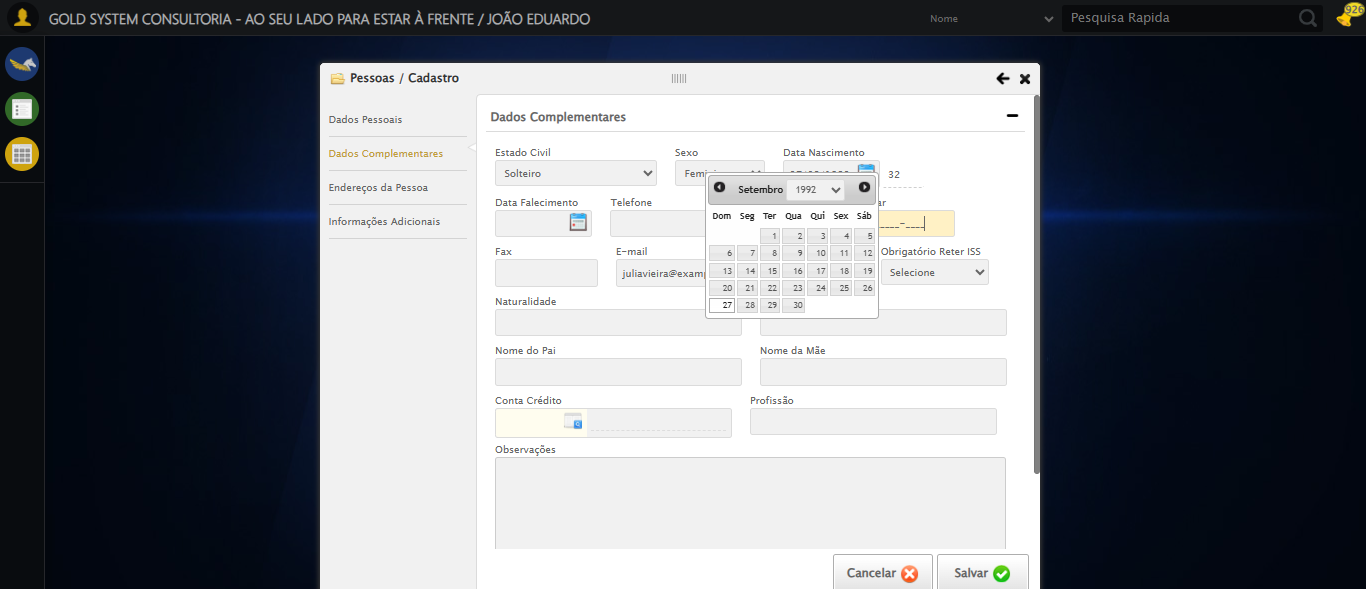 GOLD SYSTEM CONSULTORIA - AO SEU LADO PARA ESTAR À FRENTE / JOÃO EDUARDO
Nome
Pesquisa Rapida
926
Pessoas / Cadastro
Dados Pessoais
Dados Complementares
Endereços da Pessoa
Informações Adicionais
Dados Complementares
Estado Civil Sexo Data Nascimento
Solteiro 32
Data Falecimento Telefone
____-____
Setembro 1992
Dom Seg Ter Qua Qui Sex Sáb
1 2 3 4 5
6 7 8 9 10 11 12
13 14 15 16 17 18 19
20 21 22 23 24 25 26
27 28 29 30
Fax E-mail Obrigatório Reter ISS
Selecione
Naturalidade
Nome do Pai Nome da Mãe
Conta Crédito Profissão
Observações
Cancelar Salvar